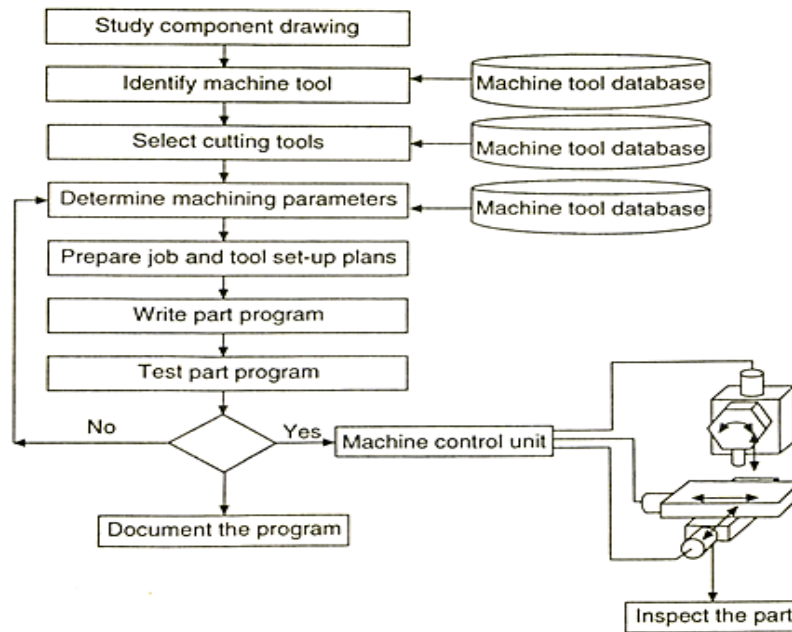 Study component drawing
Identify machine tool
Machine tool database
Select cutting tools
Machine tool database
Determine machining parameters
Machine tool database
Prepare job and tool set-up plans
Write part program
Test part program
No
Yes
Machine control unit
Document the program
Inspect the part